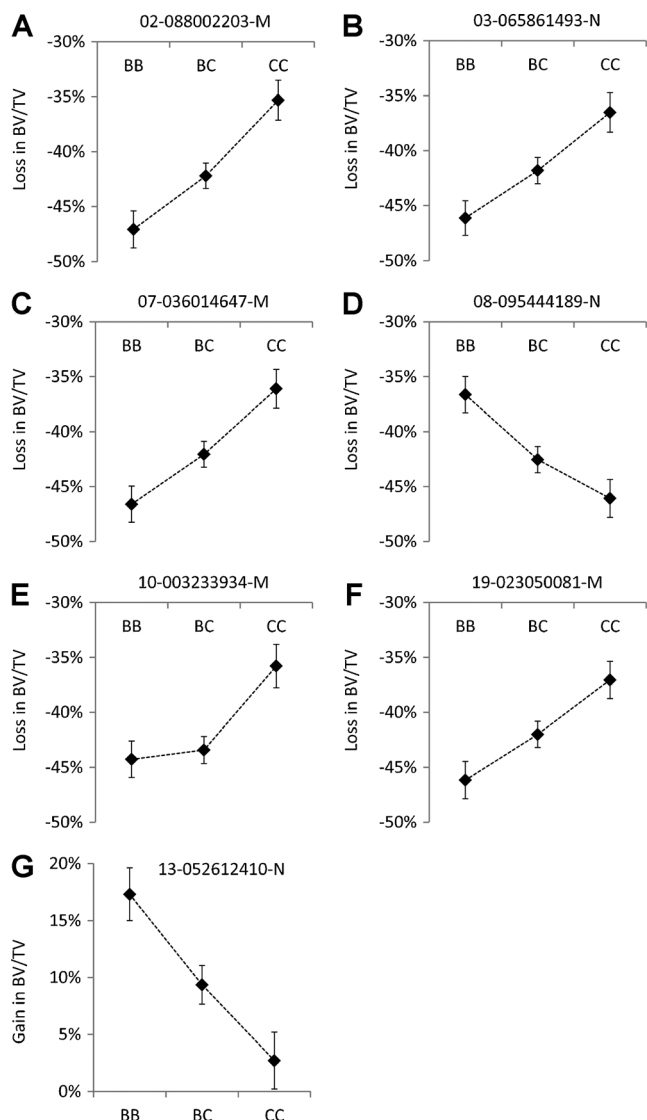 A 02-088002203-M
-30%
BB BC CC
-35%
-40%
-45%
-50%
Loss in BV/TV
B 03-065861493-N
-30%
BB BC CC
-35%
-40%
-45%
-50%
Loss in BV/TV
C 07-036014647-M
-30%
BB BC CC
-35%
-40%
-45%
-50%
Loss in BV/TV
D 08-095444189-N
-30%
BB BC CC
-35%
-40%
-45%
-50%
Loss in BV/TV
E 10-003233934-M
-30%
BB BC CC
-35%
-40%
-45%
-50%
Loss in BV/TV
F 19-023050081-M
-30%
BB BC CC
-35%
-40%
-45%
-50%
Loss in BV/TV
G 13-052612410-N
20%
15%
10%
5%
0%
Gain in BV/TV
BB BC CC